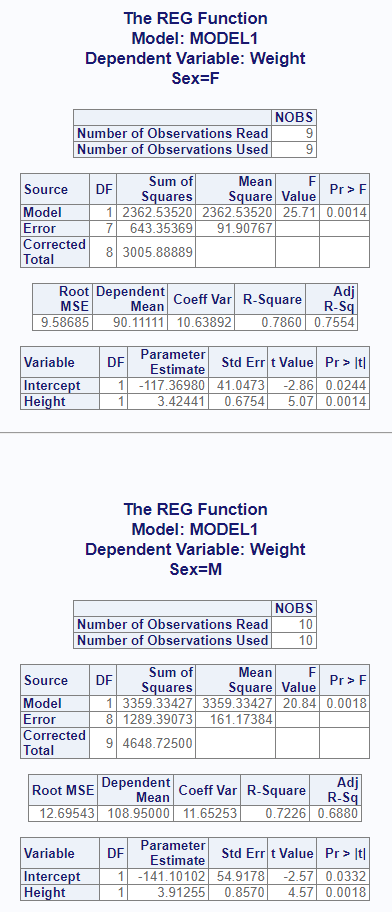 The REG Function
Model: MODEL1
Dependent Variable: Weight
Sex=F
NOBS
Number of Observations Read 9
Number of Observations Used 9
Source DF Sum of Squares Mean Square F Value Pr > F
Model 1 2362.53520 2362.53520 25.71 0.0014
Error 7 643.35369 91.90767
Corrected Total 8 3005.88889
Root MSE Dependent Mean Coeff Var R-Square Adj R-Sq
9.58685 90.11111 10.63892 0.7860 0.7554
Variable DF Parameter Estimate Std Err t Value Pr > |t|
Intercept 1 -117.36980 41.0473 -2.86 0.0244
Height 1 3.42441 0.6754 5.07 0.0014
The REG Function
Model: MODEL1
Dependent Variable: Weight
Sex=M
NOBS
Number of Observations Read 10
Number of Observations Used 10
Source DF Sum of Squares Mean Square F Value Pr > F
Model 1 3359.33427 3359.33427 20.84 0.0018
Error 8 1289.39073 161.17384
Corrected Total 9 4648.72500
Root MSE Dependent Mean Coeff Var R-Square Adj R-Sq
12.69543 108.95000 11.65253 0.7226 0.6880
Variable DF Parameter Estimate Std Err t Value Pr > |t|
Intercept 1 -141.10102 54.9178 -2.57 0.0332
Height 1 3.91255 0.8570 4.57 0.0018